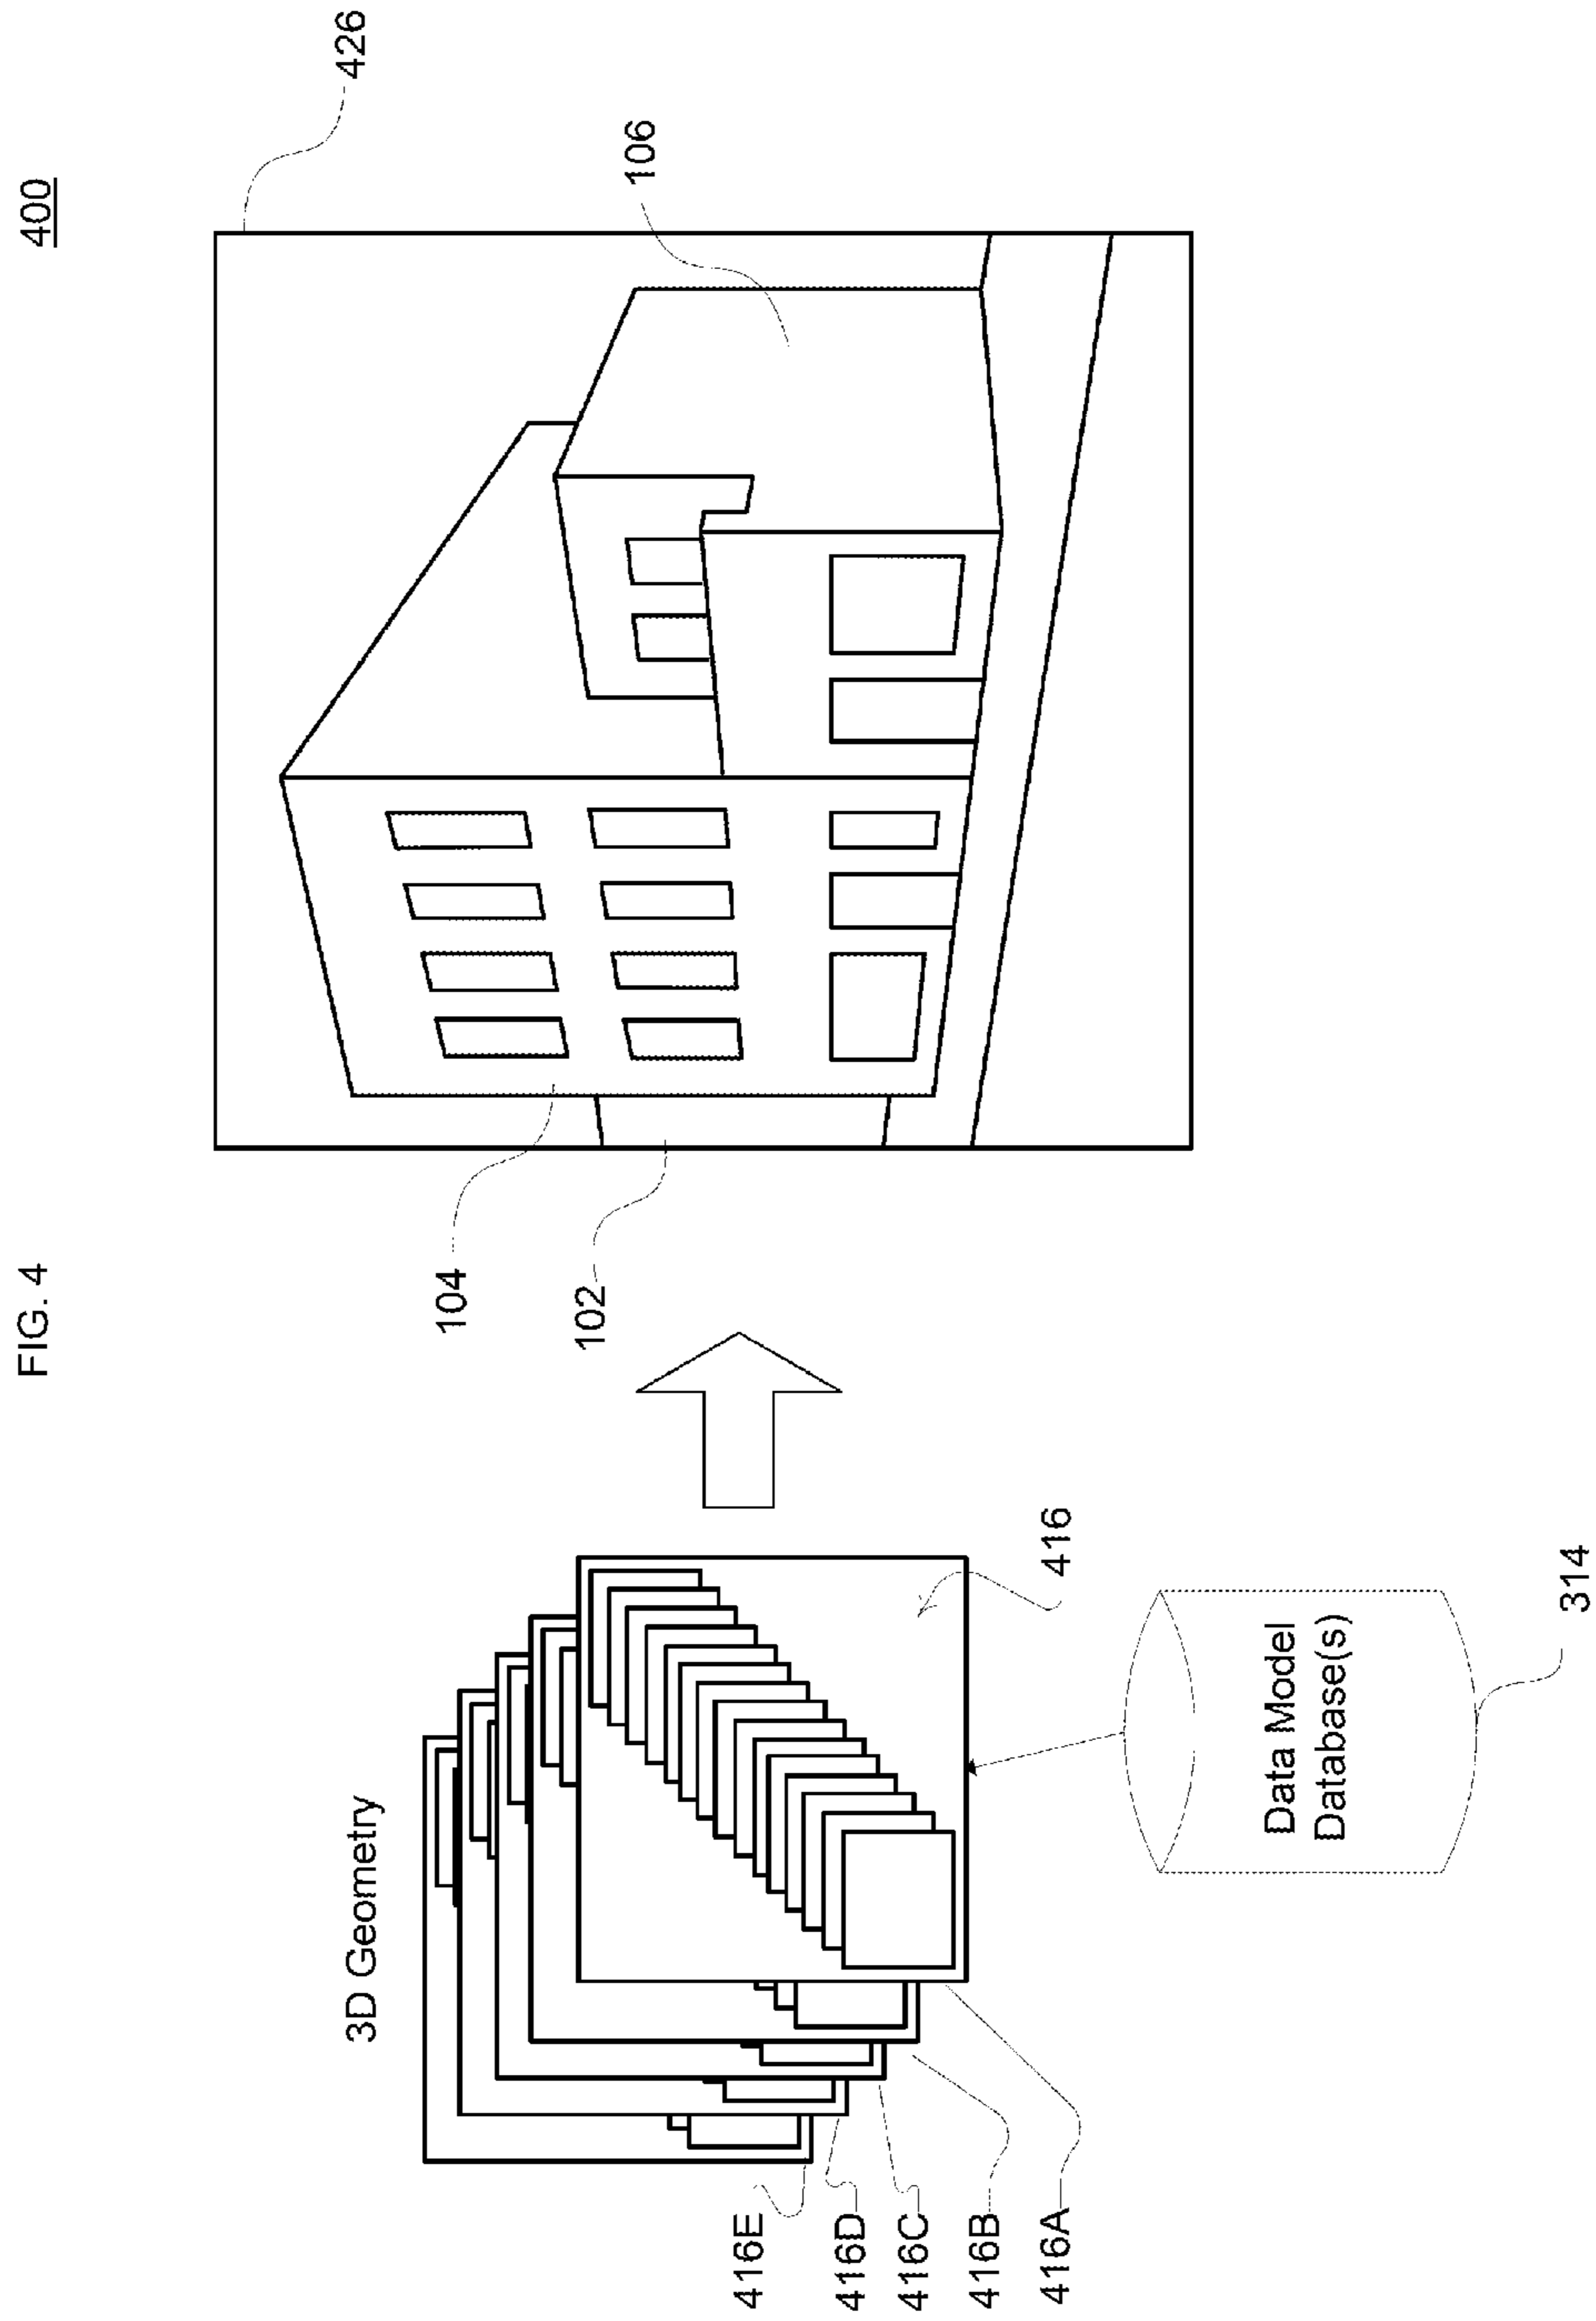 FIG. 4
400
426
106
104
102
3D Geometry
416
416E
416D
416C
416B
416A
Data Model
Database(s)
314